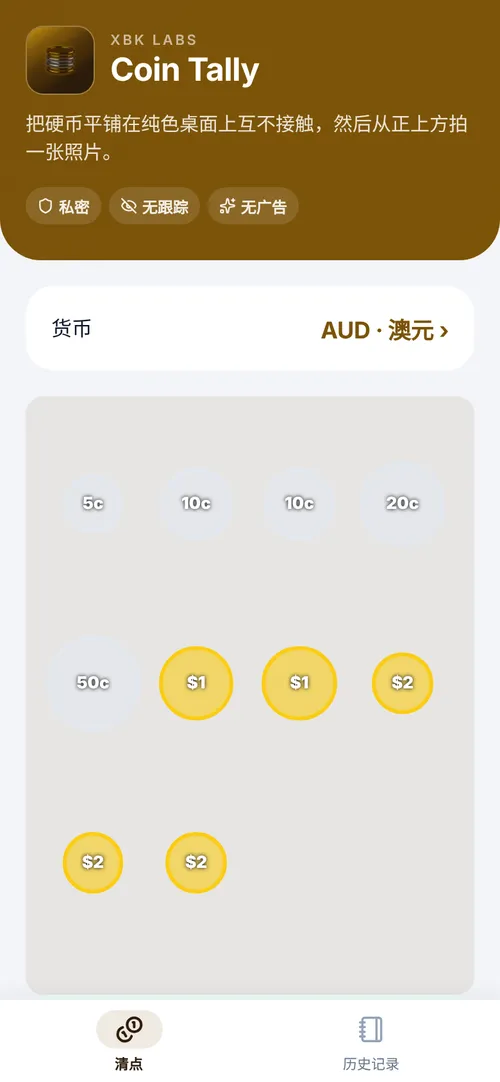 XBK LABS
Coin Tally
把硬币平铺在纯色桌面上互不接触，然后从正上方拍
一张照片。
私密
无跟踪
无广告
货币
AUD · 澳元 ›
5c
10c
10c
20c
50c
$1
$1
$2
$2
$2
清点
历史记录